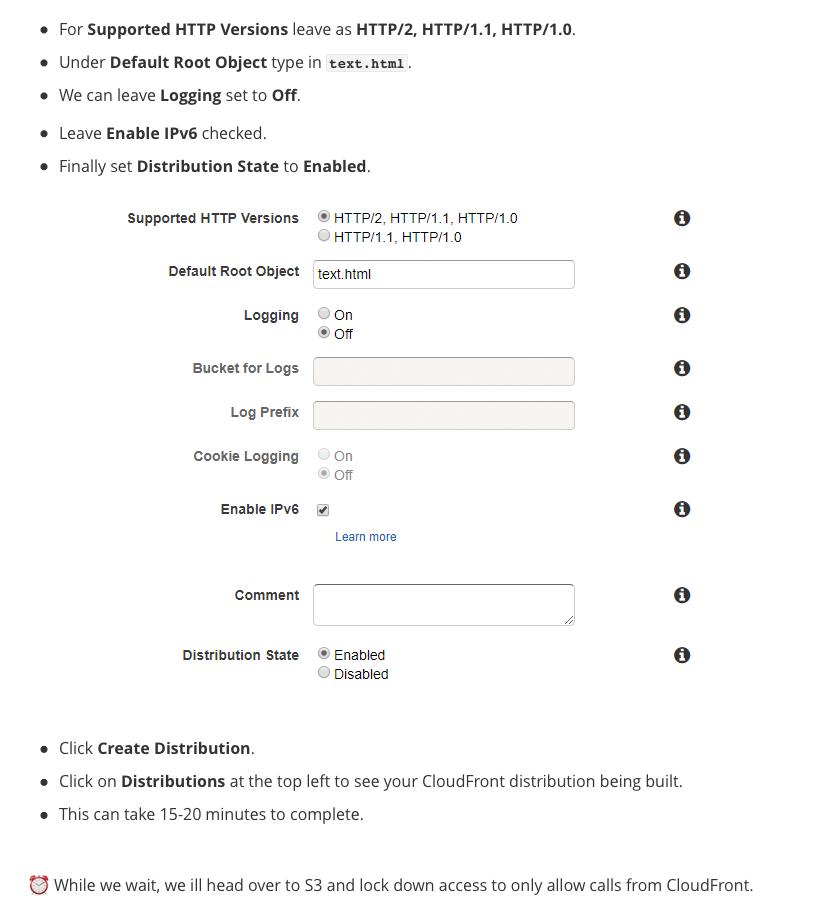 For Supported HTTP Versions leave as HTTP/2, HTTP/1.1, HTTP/1.0.
Under Default Root Object type in text.html.
We can leave Logging set to Off.
Leave Enable IPv6 checked.
Finally set Distribution State to Enabled.
Supported HTTP Versions HTTP/2, HTTP/1.1, HTTP/1.0
HTTP/1.1, HTTP/1.0
Default Root Object text.html
Logging On
Off
Bucket for Logs
Log Prefix
Cookie Logging On
Off
Enable IPv6
Learn more
Comment
Distribution State Enabled
Disabled
Click Create Distribution.
Click on Distributions at the top left to see your CloudFront distribution being built.
This can take 15-20 minutes to complete.
While we wait, we ill head over to S3 and lock down access to only allow calls from CloudFront.